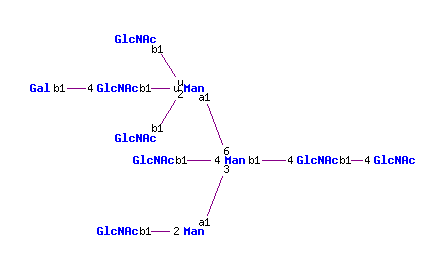 GlcNAc
b1
u
Gal b1 4 GlcNAc b1 u Man
2 a1
b1
GlcNAc
6
GlcNAc b1 4 Man b1 4 GlcNAc b1 4 GlcNAc
3
a1
GlcNAc b1 2 Man